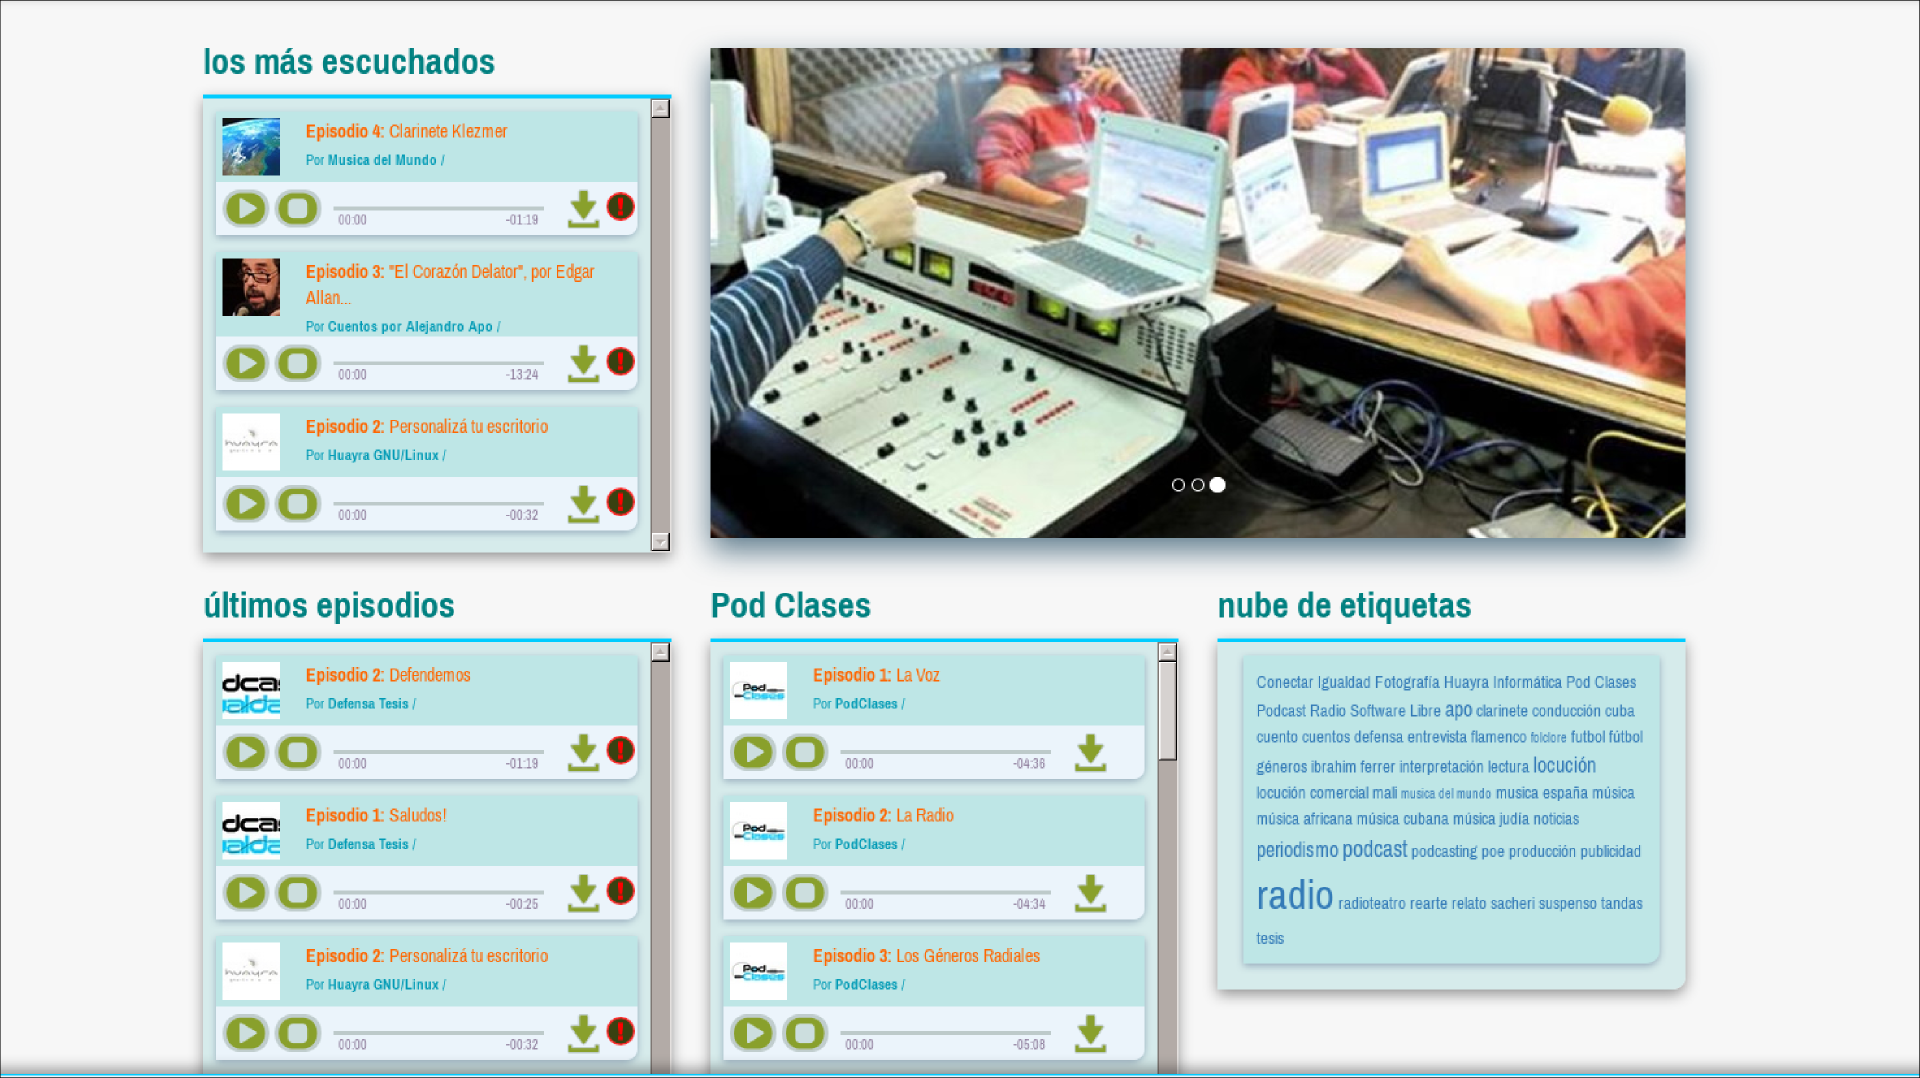 los más escuchados
Episodio 4: Clarinete Klezmer
Por Musica del Mundo /
00:00 -01:19
Episodio 3: "El Corazón Delator", por Edgar
Allan...
Por Cuentos por Alejandro Apo /
00:00 -13:24
huayra
Episodio 2: Personalizá tu escritorio
Por Huayra GNU/Linux /
00:00 -00:32
últimos episodios
Episodio 2: Defendemos
Por Defensa Tesis /
00:00 -01:19
Episodio 1: Saludos!
Por Defensa Tesis /
00:00 -00:25
huayra
Episodio 2: Personalizá tu escritorio
Por Huayra GNU/Linux /
00:00 -00:32
Pod Clases
Pod
Clases
Episodio 1: La Voz
Por PodClases /
00:00 -04:36
Pod
Clases
Episodio 2: La Radio
Por PodClases /
00:00 -04:34
Pod
Clases
Episodio 3: Los Géneros Radiales
Por PodClases /
00:00 -05:08
nube de etiquetas
Conectar Igualdad Fotografía Huayra Informática Pod Clases
Podcast Radio Software Libre apo clarinete conducción cuba
cuento cuentos defensa entrevista flamenco folclore futbol fútbol
géneros ibrahim ferrer interpretación lectura locución
locución comercial mali musica del mundo musica españa música
música africana música cubana música judía noticias
periodismo podcast podcasting poe producción publicidad
radio radioteatro rearte relato sacheri suspenso tandas
tesis